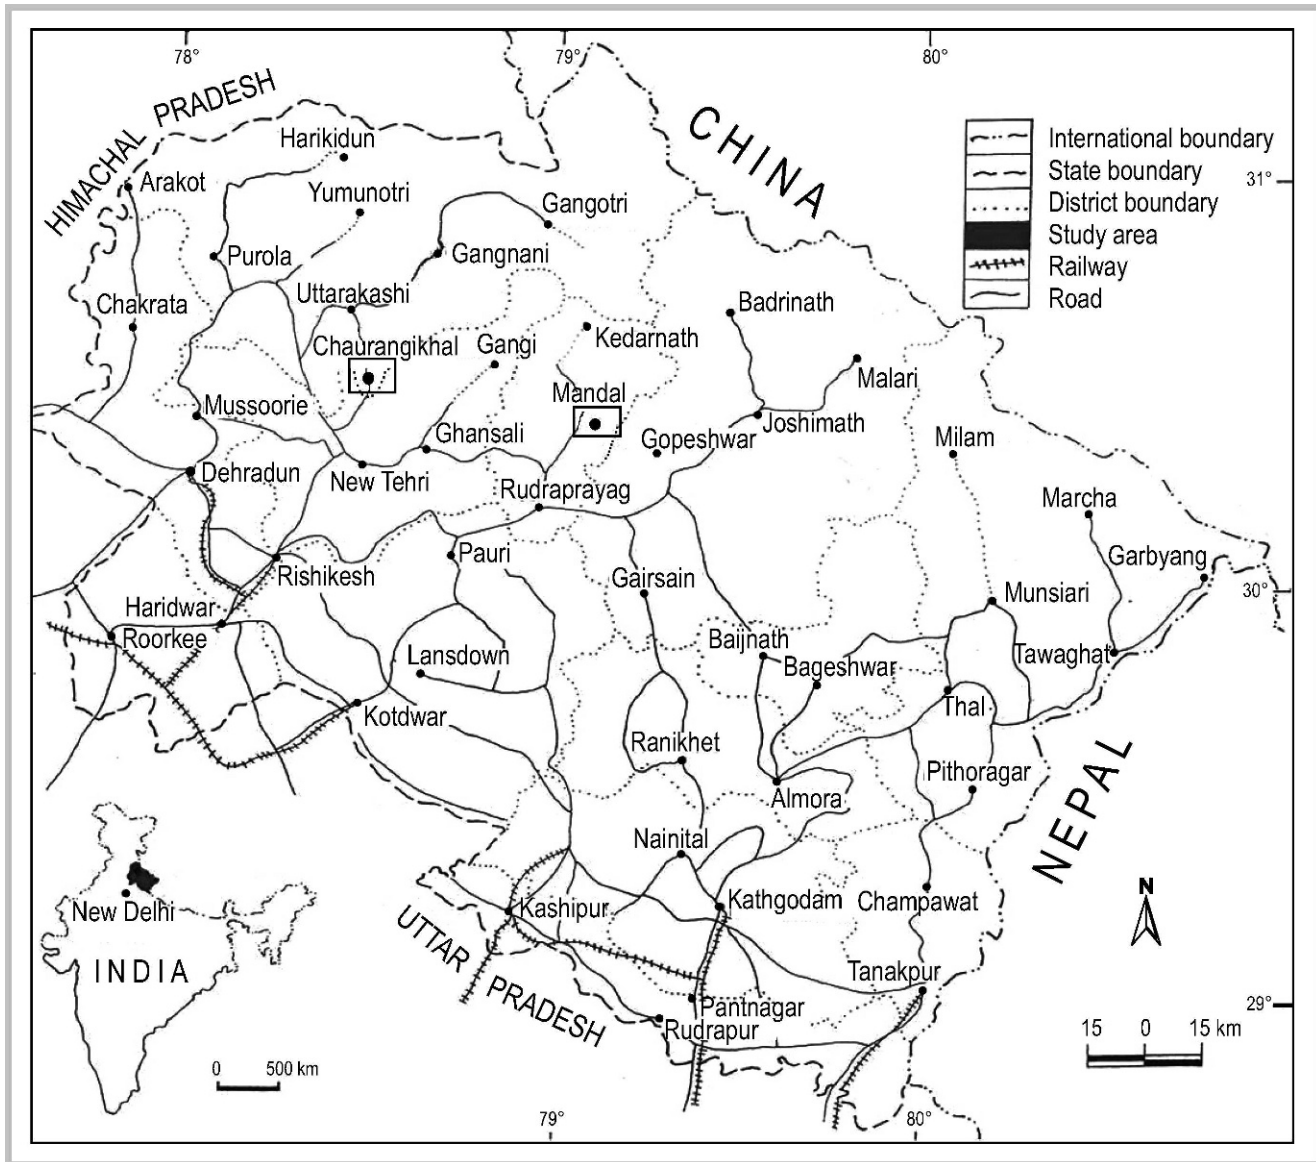 78°
79°
80°
HIMACHAL PRADESH
CHINA
International boundary
State boundary
District boundary
Study area
Railway
Road
31°
Harikidun
Arakot
Yumunotri
Gangotri
Purola
Gangnani
Chakrata
Uttarakashi
Badrinath
Chaurangikhal
Gangi
Kedarnath
Malari
Mandal
Mussoorie
Joshimath
Ghansali
Gopeshwar
Milam
Dehradun
New Tehri
Rudraprayag
Marcha
Pauri
Garbyang
Rishikesh
Gairsain
Munsiari
30°
Haridwar
Roorkee
Baijnath
Tawaghat
Lansdown
Bageshwar
Kotdwar
Thal
Ranikhet
Pithoragar
Almora
NEPAL
Nainital
Kathgodam
Champawat
N
New Delhi
Kashipur
INDIA
UTTAR PRADESH
Tanakpur
Pantnagar
Rudrapur
29°
15 0 15 km
0 500 km
79°
80°